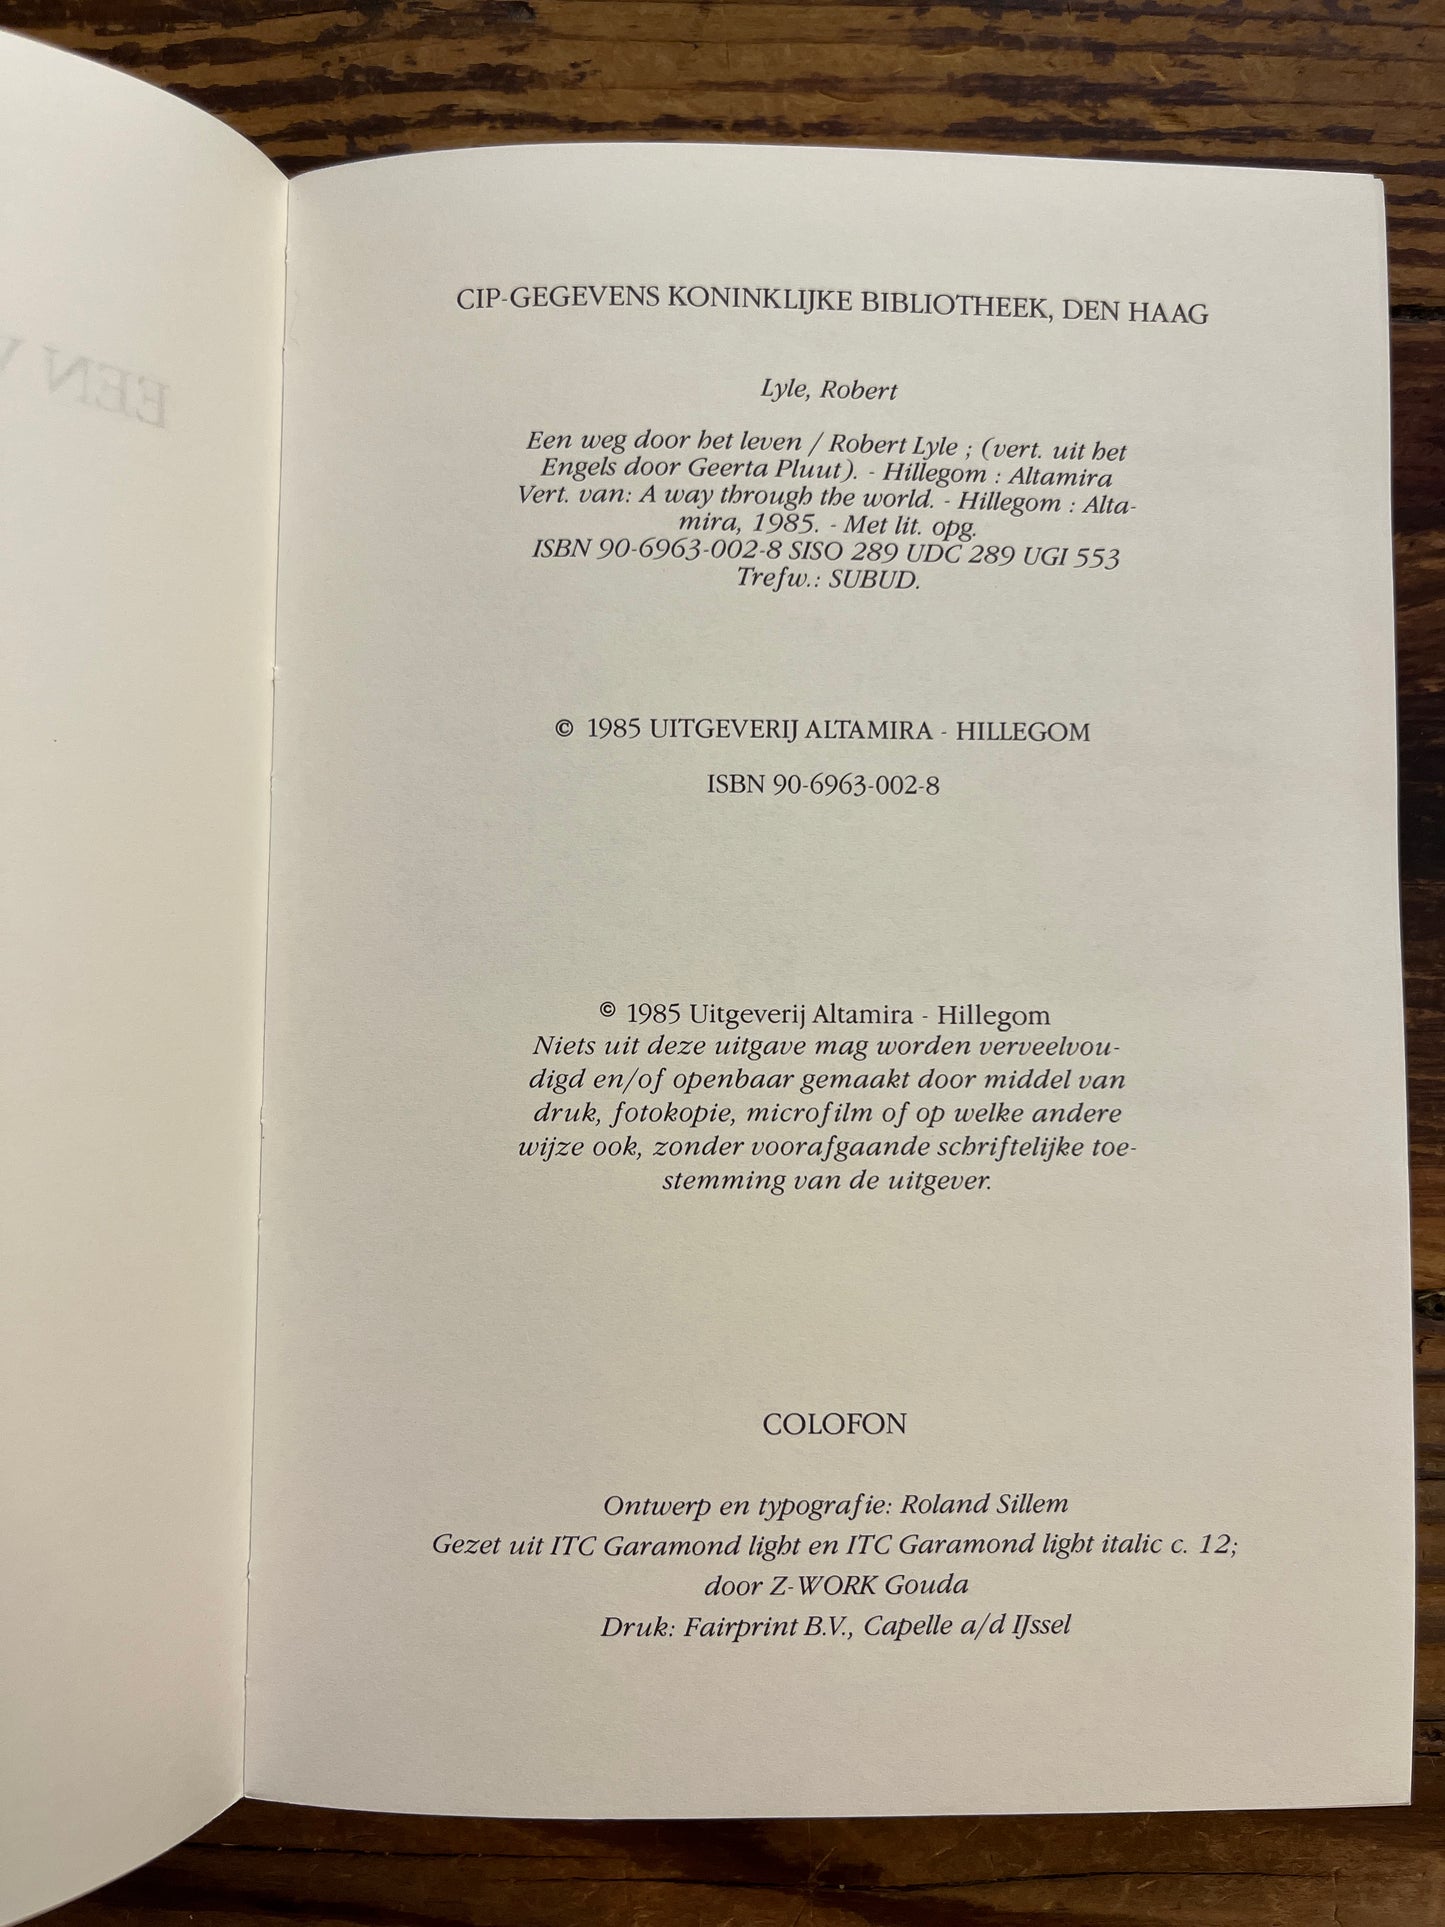 EEN
CIP-GEGEVENS KONINKLIJKE BIBLIOTHEEK, DEN HAAG
Lyle, Robert
Een weg door het leven / Robert Lyle ; (vert. uit het
Engels door Geerta Pluut). - Hillegom : Altamira
Vert. van: A way through the world. - Hillegom : Alta-
mira, 1985. - Met lit. opg.
ISBN 90-6963-002-8 SISO 289 UDC 289 UGI 553
Trefw.: SUBUD.
© 1985 UITGEVERIJ ALTAMIRA - HILLEGOM
ISBN 90-6963-002-8
© 1985 Uitgeverij Altamira - Hillegom
Niets uit deze uitgave mag worden verveelvou-
digd en/of openbaar gemaakt door middel van
druk, fotokopie, microfilm of op welke andere
wijze ook, zonder voorafgaande schriftelijke toe-
stemming van de uitgever.
COLOFON
Ontwerp en typografie: Roland Sillem
Gezet uit ITC Garamond light en ITC Garamond light italic c. 12;
door Z-WORK Gouda
Druk: Fairprint B.V., Capelle a/d IJssel